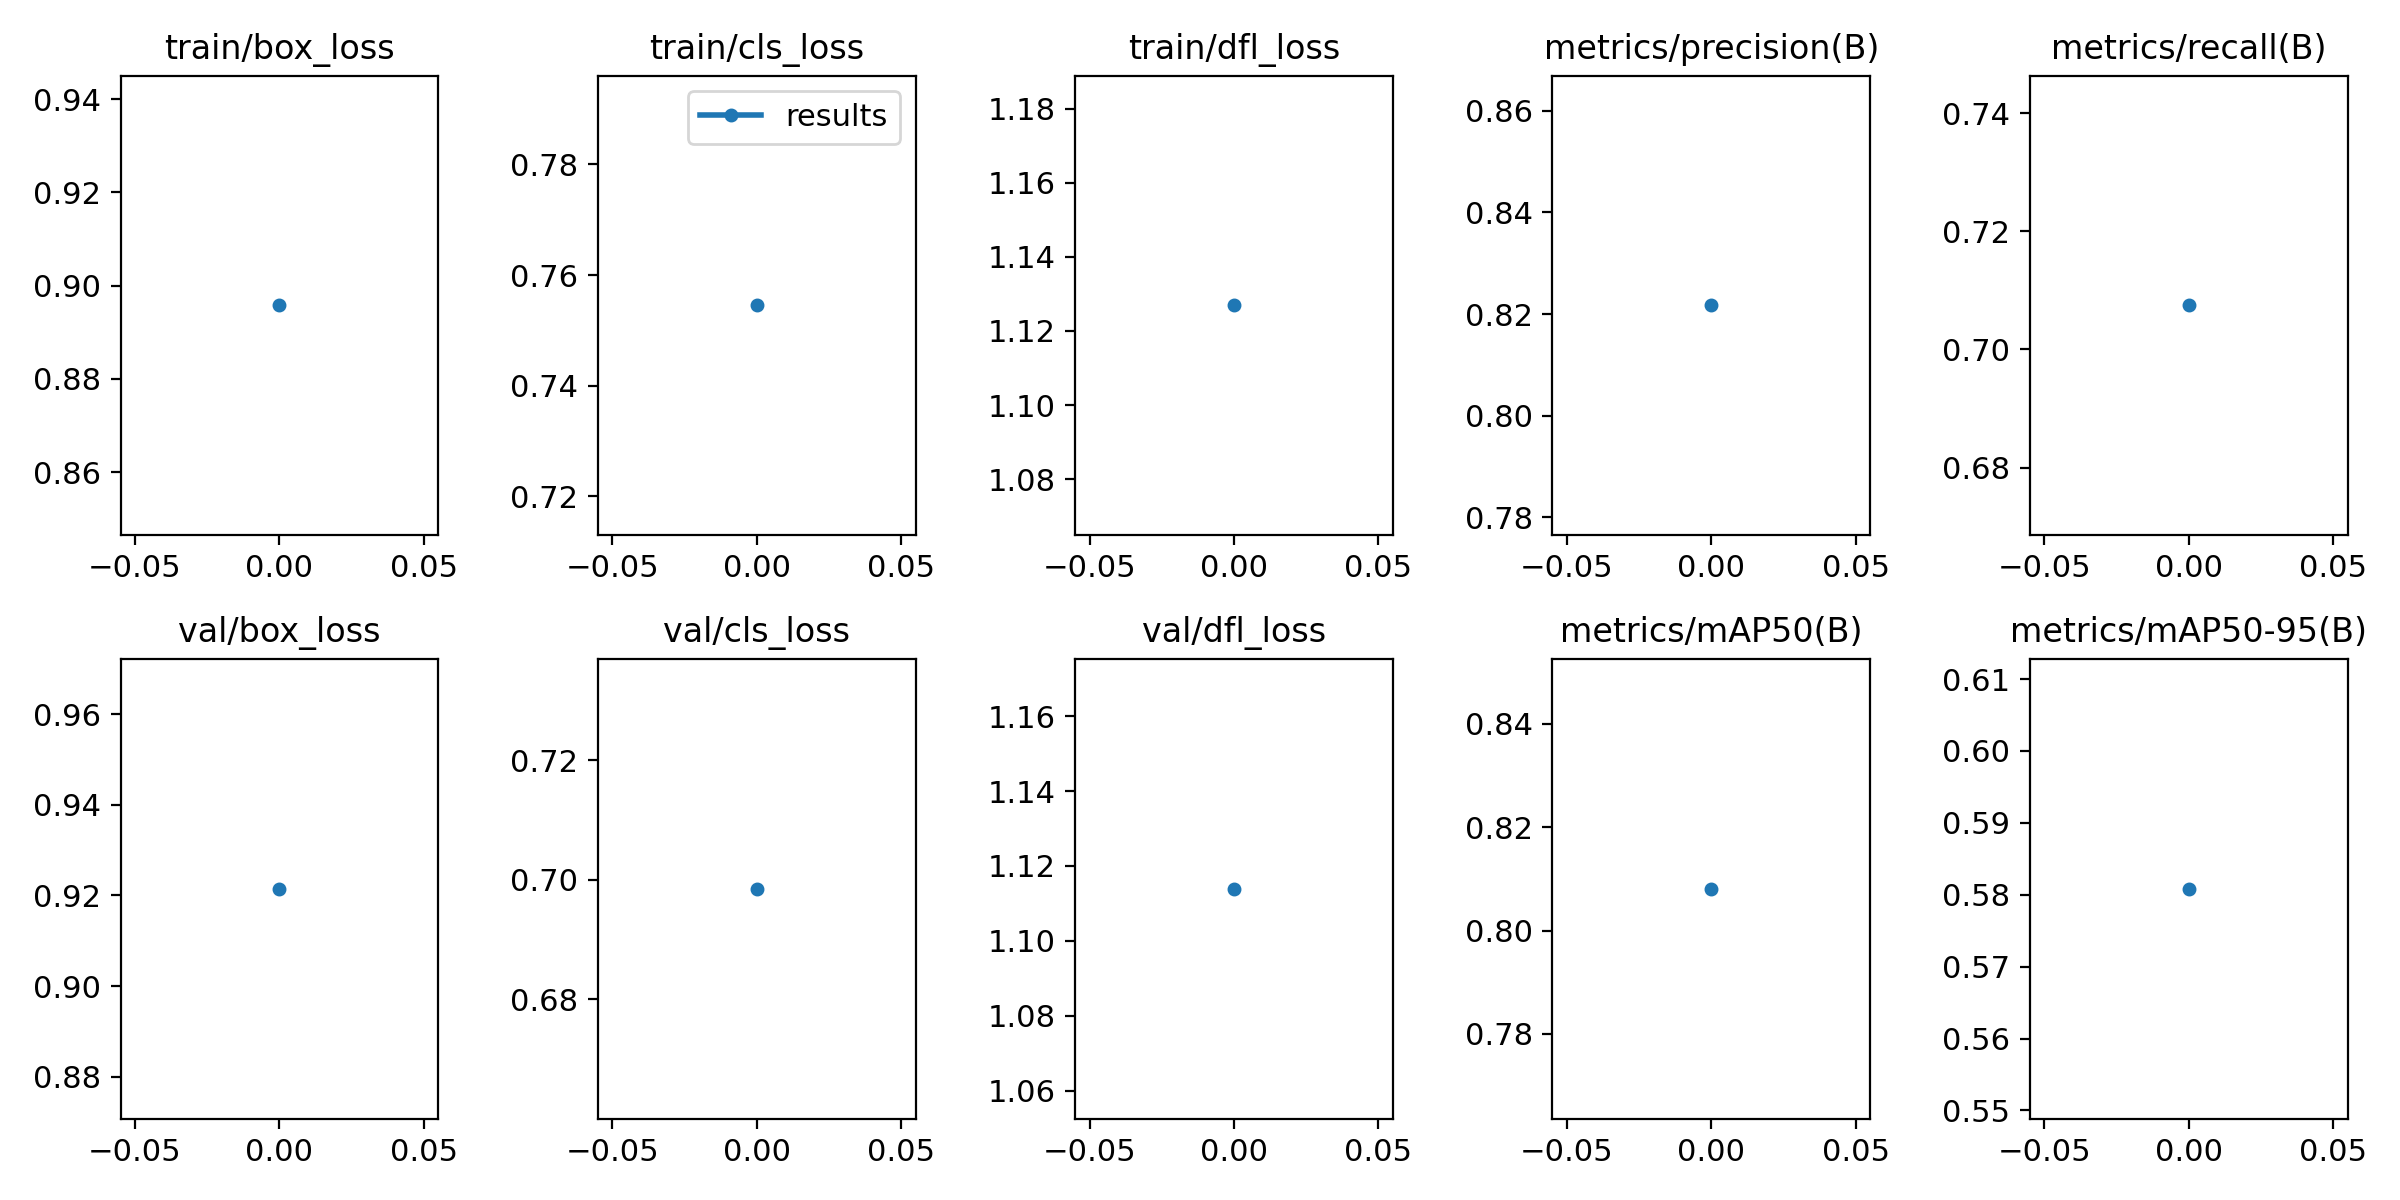 train/box_loss
train/cls_loss
train/dfl_loss
metrics/precision(B)
metrics/recall(B)
0.94
0.92
0.90
0.88
0.86
−0.05 0.00 0.05
results
0.78
0.76
0.74
0.72
−0.05 0.00 0.05
1.18
1.16
1.14
1.12
1.10
1.08
−0.05 0.00 0.05
0.86
0.84
0.82
0.80
0.78
−0.05 0.00 0.05
0.74
0.72
0.70
0.68
−0.05 0.00 0.05
val/box_loss
val/cls_loss
val/dfl_loss
metrics/mAP50(B)
metrics/mAP50-95(B)
0.96
0.94
0.92
0.90
0.88
−0.05 0.00 0.05
0.72
0.70
0.68
−0.05 0.00 0.05
1.16
1.14
1.12
1.10
1.08
1.06
−0.05 0.00 0.05
0.84
0.82
0.80
0.78
−0.05 0.00 0.05
0.61
0.60
0.59
0.58
0.57
0.56
0.55
−0.05 0.00 0.05